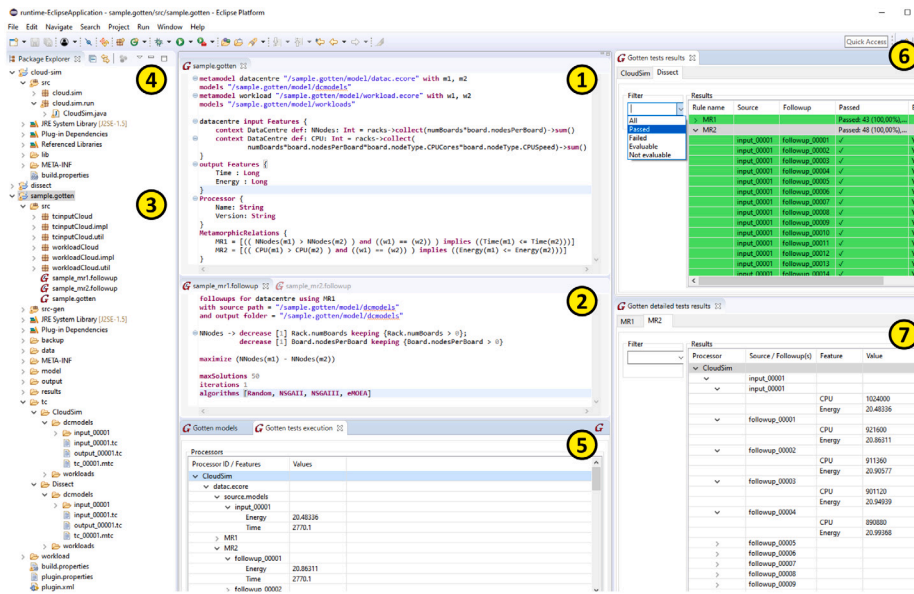 runtime-EclipseApplication - sample.gotten/src/sample.gotten - Eclipse Platform
File Edit Navigate Search Project Run Window Help
Quick Access
Package Explorer
4
cloud-sim
src
cloud.sim
cloud.sim.run
CloudSim.java
JRE System Library [J2SE-1.5]
Plug-in Dependencies
Referenced Libraries
lib
META-INF
build.properties
dissect
sample.gotten
3
src
tcinputCloud
tcinputCloud.impl
tcinputCloud.util
workloadCloud
workloadCloud.impl
workloadCloud.util
sample_mr1.followup
sample_mr2.followup
sample.gotten
src-gen
JRE System Library [J2SE-1.5]
Plug-in Dependencies
backup
data
META-INF
model
output
results
tc
CloudSim
dcmodels
input_00001
input_00001.tc
output_00001.tc
tc_00001.mtc
workloads
Dissect
dcmodels
input_00001
input_00001.tc
output_00001.tc
tc_00001.mtc
workloads
workload
build.properties
plugin.properties
plugin.xml
sample.gotten
1
metamodel datacentre "/sample.gotten/model/datac.ecore" with m1, m2
models "/sample.gotten/model/dcmodels"
metamodel workload "/sample.gotten/model/workload.ecore" with w1, w2
models "/sample.gotten/model/workloads"
datacentre input Features {
context DataCentre def: NNodes: Int = racks->collect(numBoards*board.nodesPerBoard)->sum()
context DataCentre def: CPU: Int = racks->collect(
numBoards*board.nodesPerBoard*board.nodeType.CPUCores*board.nodeType.CPUSpeed)->sum()
}
output Features {
Time : Long
Energy : Long
}
Processor {
Name: String
Version: String
}
MetamorphicRelations {
MR1 = [(( NNodes(m1) > NNodes(m2) ) and ((w1) == (w2)) ) implies ((Time(m1) <= Time(m2)))]
MR2 = [(( CPU(m1) > CPU(m2) ) and ((w1) == (w2)) ) implies ((Energy(m1) <= Energy(m2)))]
}
sample_mr1.followup sample_mr2.followup
2
followups for datacentre using MR1
with source path = "/sample.gotten/model/dcmodels"
and output folder = "/sample.gotten/model/dcmodels"
NNodes -> decrease [1] Rack.numBoards keeping {Rack.numBoards > 0};
decrease [1] Board.nodesPerBoard keeping {Board.nodesPerBoard > 0}
maximize (NNodes(m1) - NNodes(m2))
maxSolutions 50
iterations 1
algorithms [Random, NSGAII, NSGAIII, eMOEA]
Gotten models Gotten tests execution
5
Processors
Processor ID / Features Values
CloudSim
datac.ecore
source.models
input_00001
Energy 20.48336
Time 2770.1
MR1
MR2
followup_00001
Energy 20.86311
Time 2770.1
followup_00002
Gotten tests results
6
CloudSim Dissect
Filter
All
Passed
Failed
Evaluable
Not evaluable
Results
Rule name Source Followup Passed
MR1 Passed: 43 (100,00%),...
MR2 Passed: 48 (100,00%),...
input_00001 followup_00001 ✓
input_00001 followup_00002 ✓
input_00001 followup_00003 ✓
input_00001 followup_00004 ✓
input_00001 followup_00005 ✓
input_00001 followup_00006 ✓
input_00001 followup_00007 ✓
input_00001 followup_00008 ✓
input_00001 followup_00009 ✓
input_00001 followup_00010 ✓
input_00001 followup_00011 ✓
input_00001 followup_00012 ✓
input_00001 followup_00013 ✓
input_00001 followup_00014 ✓
Gotten detailed tests results
7
MR1 MR2
Filter
Results
Processor Source / Followup(s) Feature Value
CloudSim
input_00001
input_00001
CPU 1024000
Energy 20.48336
followup_00001
CPU 921600
Energy 20.86311
followup_00002
CPU 911360
Energy 20.90577
followup_00003
CPU 901120
Energy 20.94939
followup_00004
CPU 890880
Energy 20.99368
followup_00005
followup_00006
followup_00007
followup_00008
followup_00009